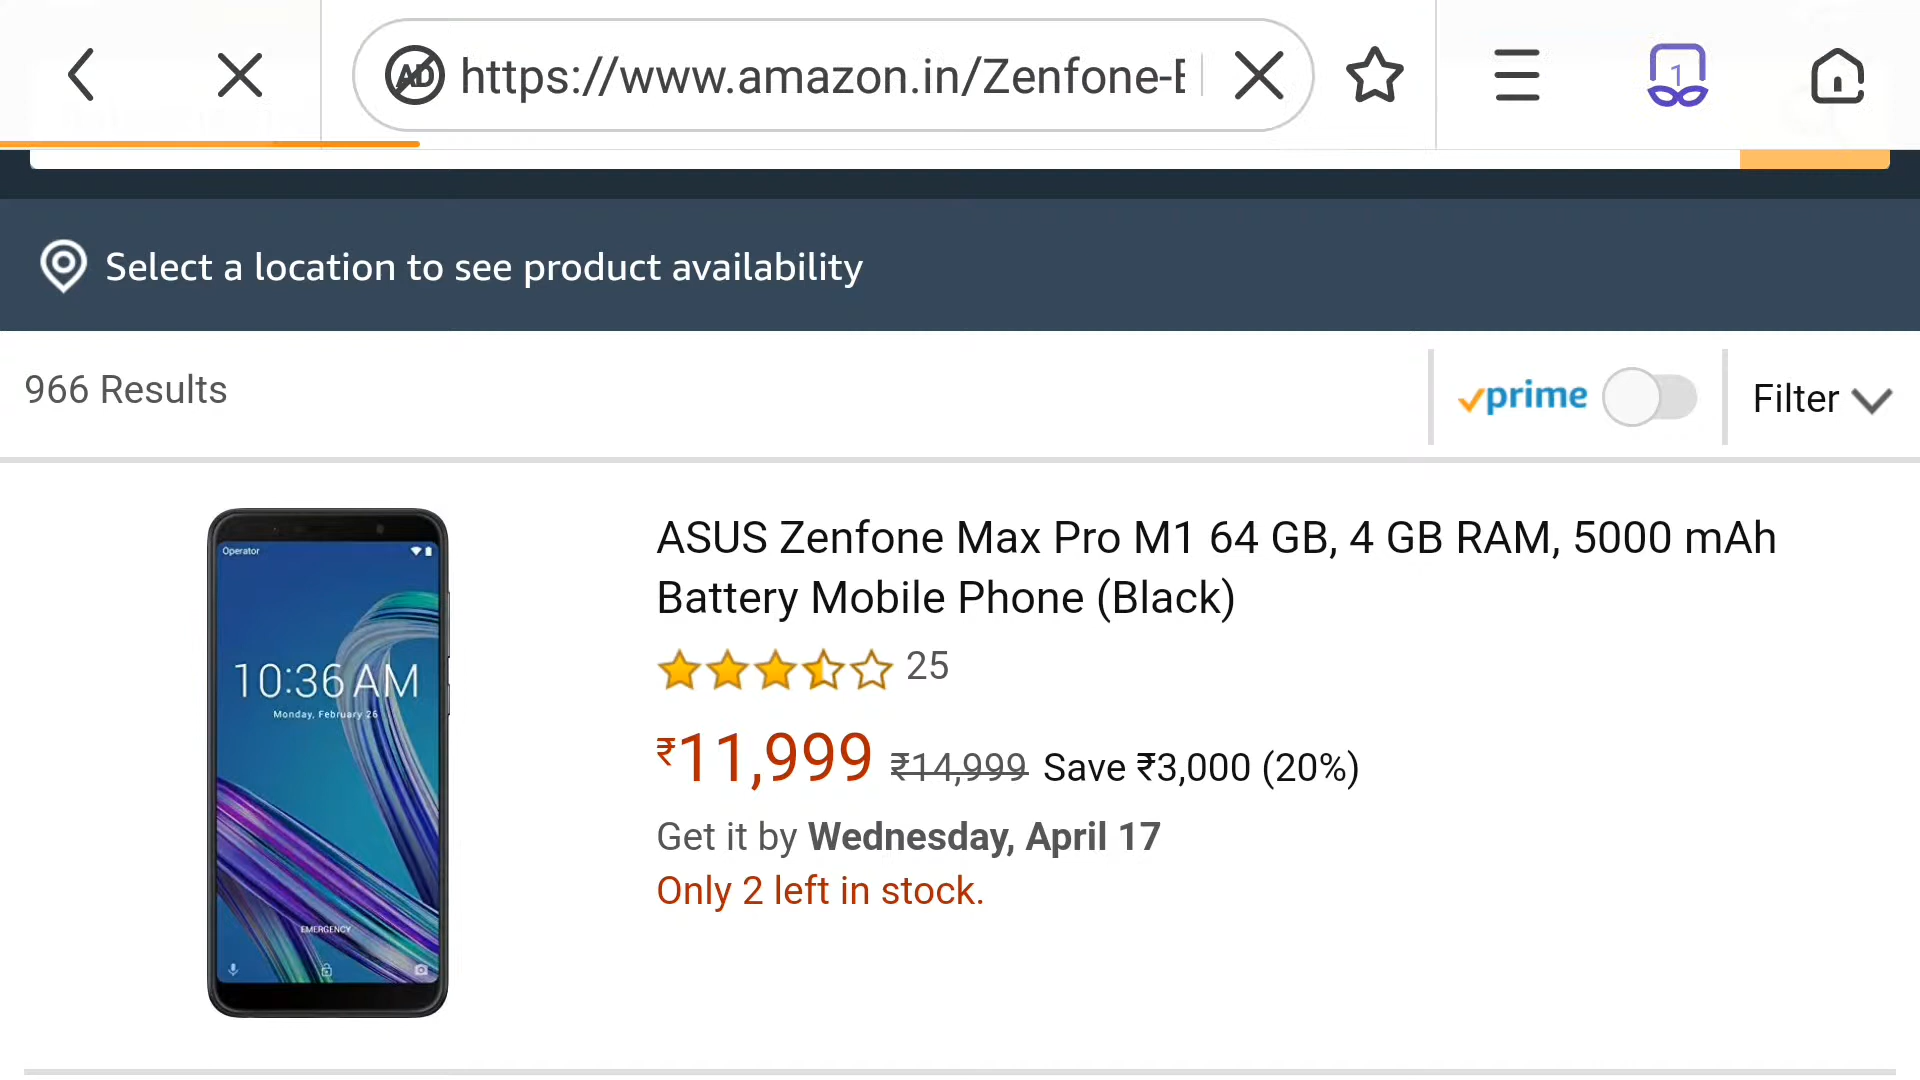 AD https://www.amazon.in/Zenfone-E
1
Select a location to see product availability
966 Results
prime
Filter
Operator
10:36 AM
Monday, February 26
EMERGENCY
ASUS Zenfone Max Pro M1 64 GB, 4 GB RAM, 5000 mAh
Battery Mobile Phone (Black)
25
₹11,999 ₹14,999 Save ₹3,000 (20%)
Get it by Wednesday, April 17
Only 2 left in stock.